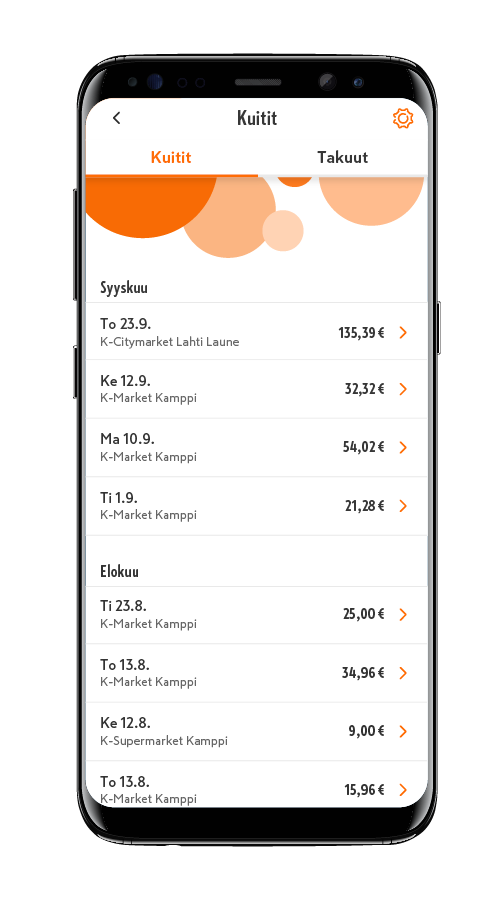 Kuitit
Kuitit Takuut
Syyskuu
To 23.9.
K-Citymarket Lahti Laune
135,39 €
Ke 12.9.
K-Market Kamppi
32,32 €
Ma 10.9.
K-Market Kamppi
54,02 €
Ti 1.9.
K-Market Kamppi
21,28 €
Elokuu
Ti 23.8.
K-Market Kamppi
25,00 €
To 13.8.
K-Market Kamppi
34,96 €
Ke 12.8.
K-Supermarket Kamppi
9,00 €
To 13.8.
K-Market Kamppi
15,96 €